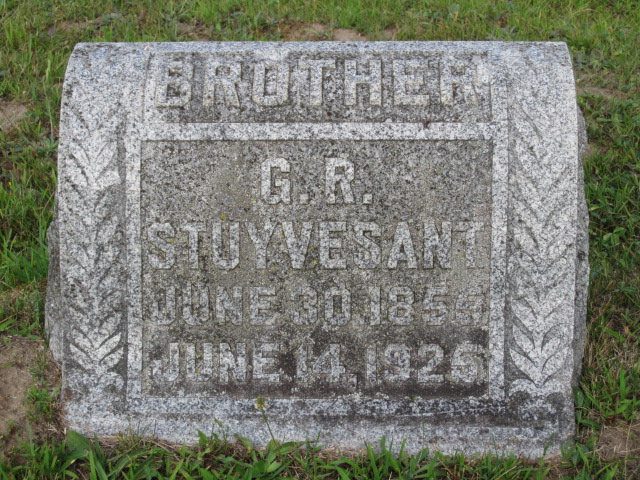 BROTHER
G. R.
STUYVESANT
JUNE 30, 1855
JUNE 14, 1925